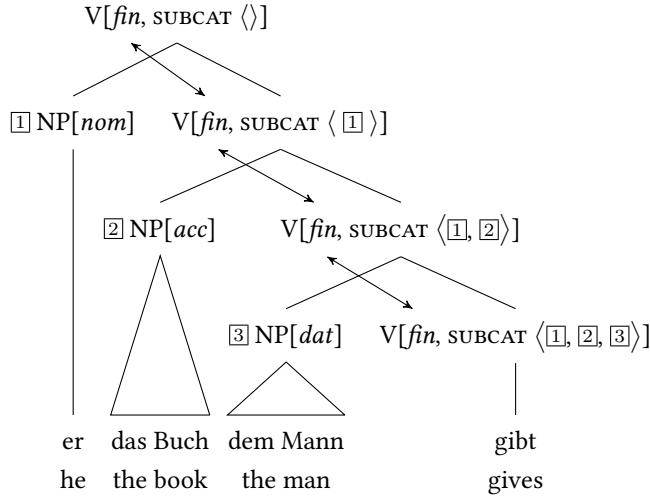 V[fin, SUBCAT ⟨⟩]
1 NP[nom] V[fin, SUBCAT ⟨ 1 ⟩]
2 NP[acc] V[fin, SUBCAT ⟨1, 2⟩]
3 NP[dat] V[fin, SUBCAT ⟨1, 2, 3⟩]
er das Buch dem Mann gibt
he the book the man gives